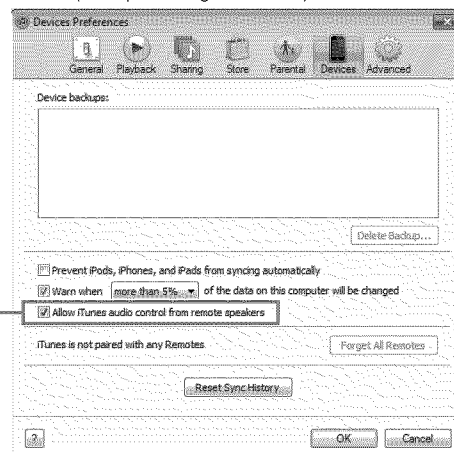 Devices Preferences
General Playback Sharing Store Parental Devices Advanced
Device backups:
Delete Backup...
Prevent iPods, iPhones, and iPads from syncing automatically
Warn when more than 5% of the data on this computer will be changed
Allow iTunes audio control from remote speakers
iTunes is not paired with any Remotes
Forget All Remotes
Reset Sync History
? OK Cancel